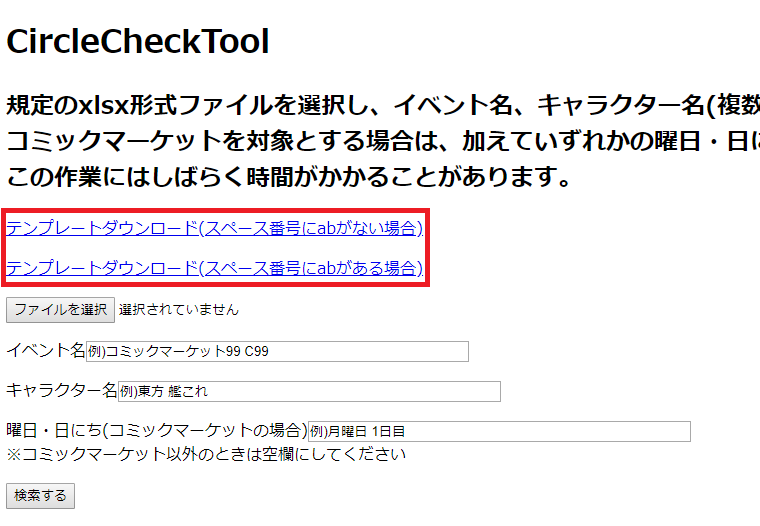 CircleCheckTool
規定のxlsx形式ファイルを選択し、イベント名、キャラクター名(複数
コミックマーケットを対象とする場合は、加えていずれかの曜日・日に
この作業にはしばらく時間がかかることがあります。
テンプレートダウンロード(スペース番号にabがない場合)
テンプレートダウンロード(スペース番号にabがある場合)
ファイルを選択 選択されていません
イベント名 例)コミックマーケット99 C99
キャラクター名 例)東方 艦これ
曜日・日にち(コミックマーケットの場合) 例)月曜日 1日目
※コミックマーケット以外のときは空欄にしてください
検索する